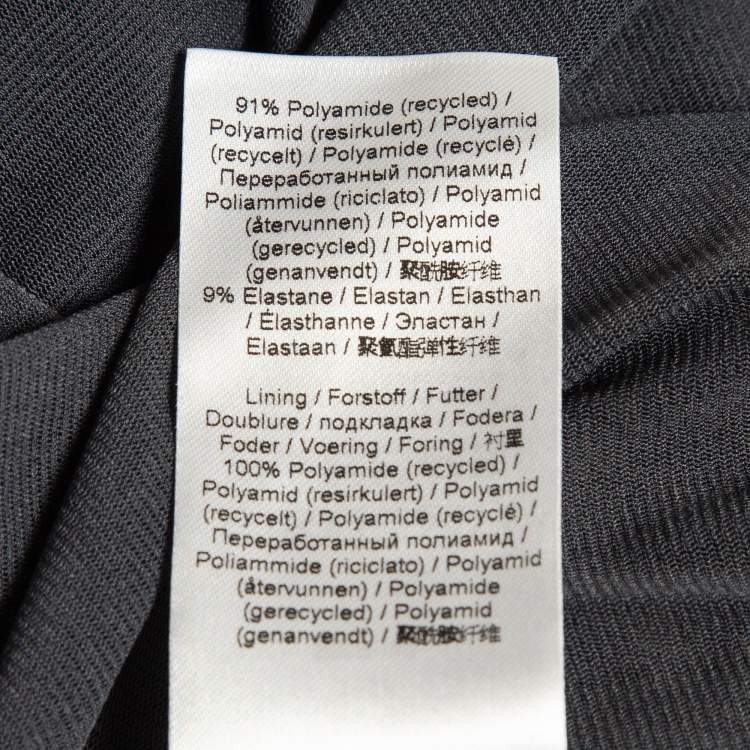 91% Polyamide (recycled) /
Polyamid (resirkulert) / Polyamid
(recycelt) / Polyamide (recyclé) /
Переработанный полиамид /
Poliammide (riciclato) / Polyamid
(återvunnen) / Polyamide
(gerecycled) / Polyamid
(genanvendt) / 聚酰胺纤维
9% Elastane / Elastan / Elasthan
/ Élasthanne / Эластан /
Elastaan / 聚氨酯弹性纤维
Lining / Forstoff / Futter /
Doublure / подкладка / Fodera /
Foder / Voering / Foring / 衬里
100% Polyamide (recycled) /
Polyamid (resirkulert) / Polyamid
(recycelt) / Polyamide (recyclé) /
Переработанный полиамид /
Poliammide (riciclato) / Polyamid
(återvunnen) / Polyamide
(gerecycled) / Polyamid
(genanvendt) / 聚酰胺纤维